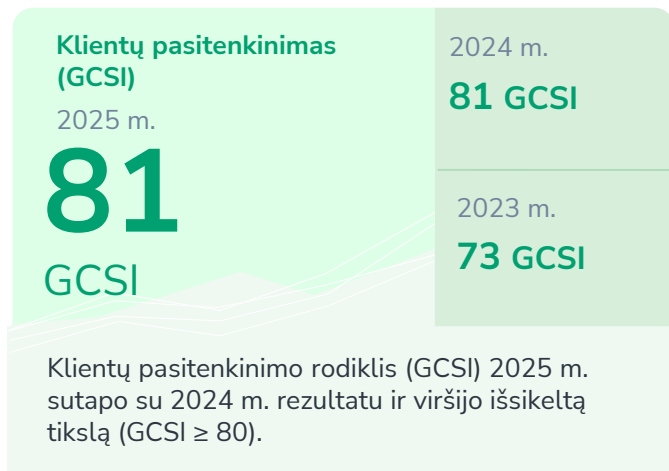 Klientų pasitenkinimas
(GCSI)
2025 m.
81
GCSI
2024 m.
81 GCSI
2023 m.
73 GCSI
Klientų pasitenkinimo rodiklis (GCSI) 2025 m.
sutapo su 2024 m. rezultatu ir viršijo išsikeltą
tikslą (GCSI ≥ 80).